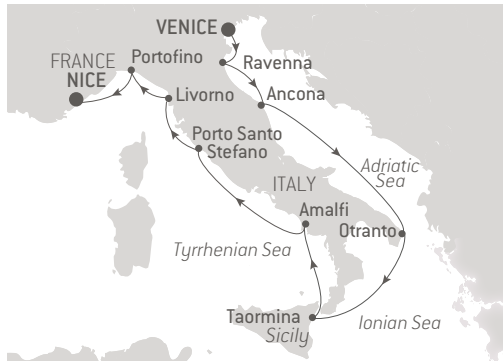 VENICE
FRANCE
Portofino
Ravenna
NICE
Livorno
Ancona
Porto Santo
Stefano
Adriatic
Sea
ITALY
Amalfi
Otranto
Tyrrhenian Sea
Taormina
Ionian Sea
Sicily